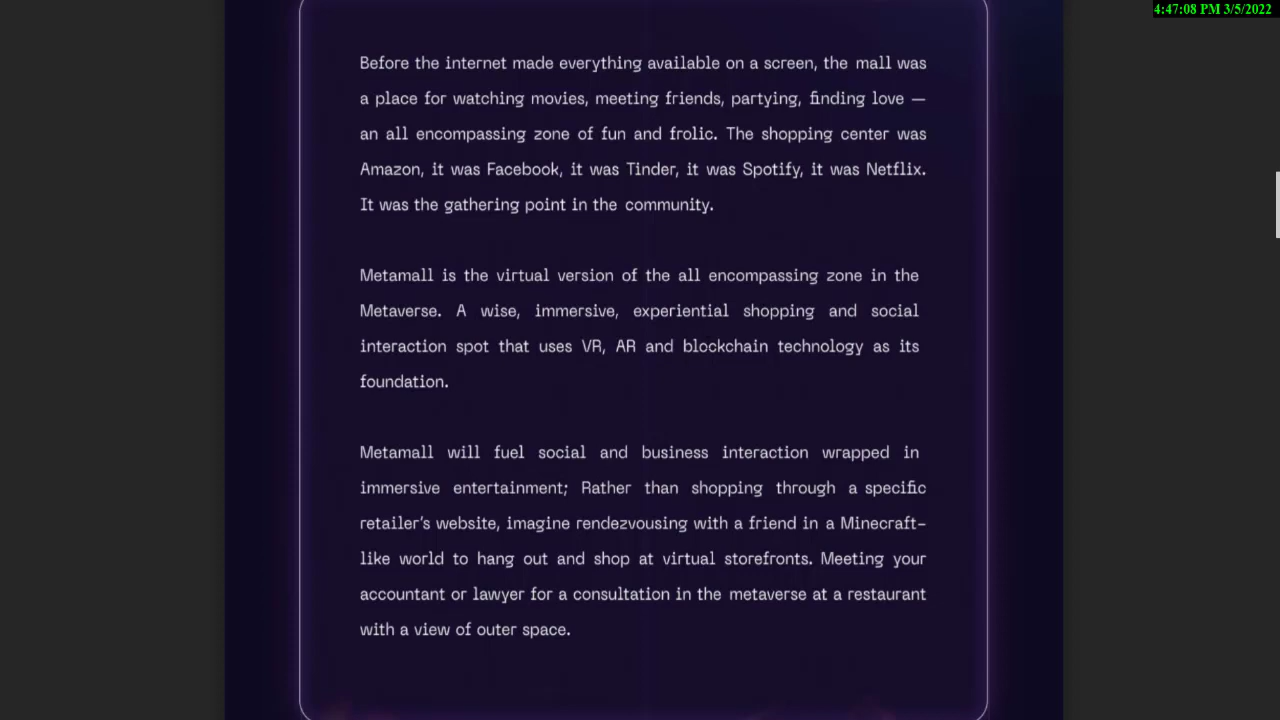 4:47:08 PM 3/5/2022
Before the internet made everything available on a screen, the mall was
a place for watching movies, meeting friends, partying, finding love —
an all encompassing zone of fun and frolic. The shopping center was
Amazon, it was Facebook, it was Tinder, it was Spotify, it was Netflix.
It was the gathering point in the community.
Metamall is the virtual version of the all encompassing zone in the
Metaverse. A wise, immersive, experiential shopping and social
interaction spot that uses VR, AR and blockchain technology as its
foundation.
Metamall will fuel social and business interaction wrapped in
immersive entertainment; Rather than shopping through a specific
retailer's website, imagine rendezvousing with a friend in a Minecraft-
like world to hang out and shop at virtual storefronts. Meeting your
accountant or lawyer for a consultation in the metaverse at a restaurant
with a view of outer space.